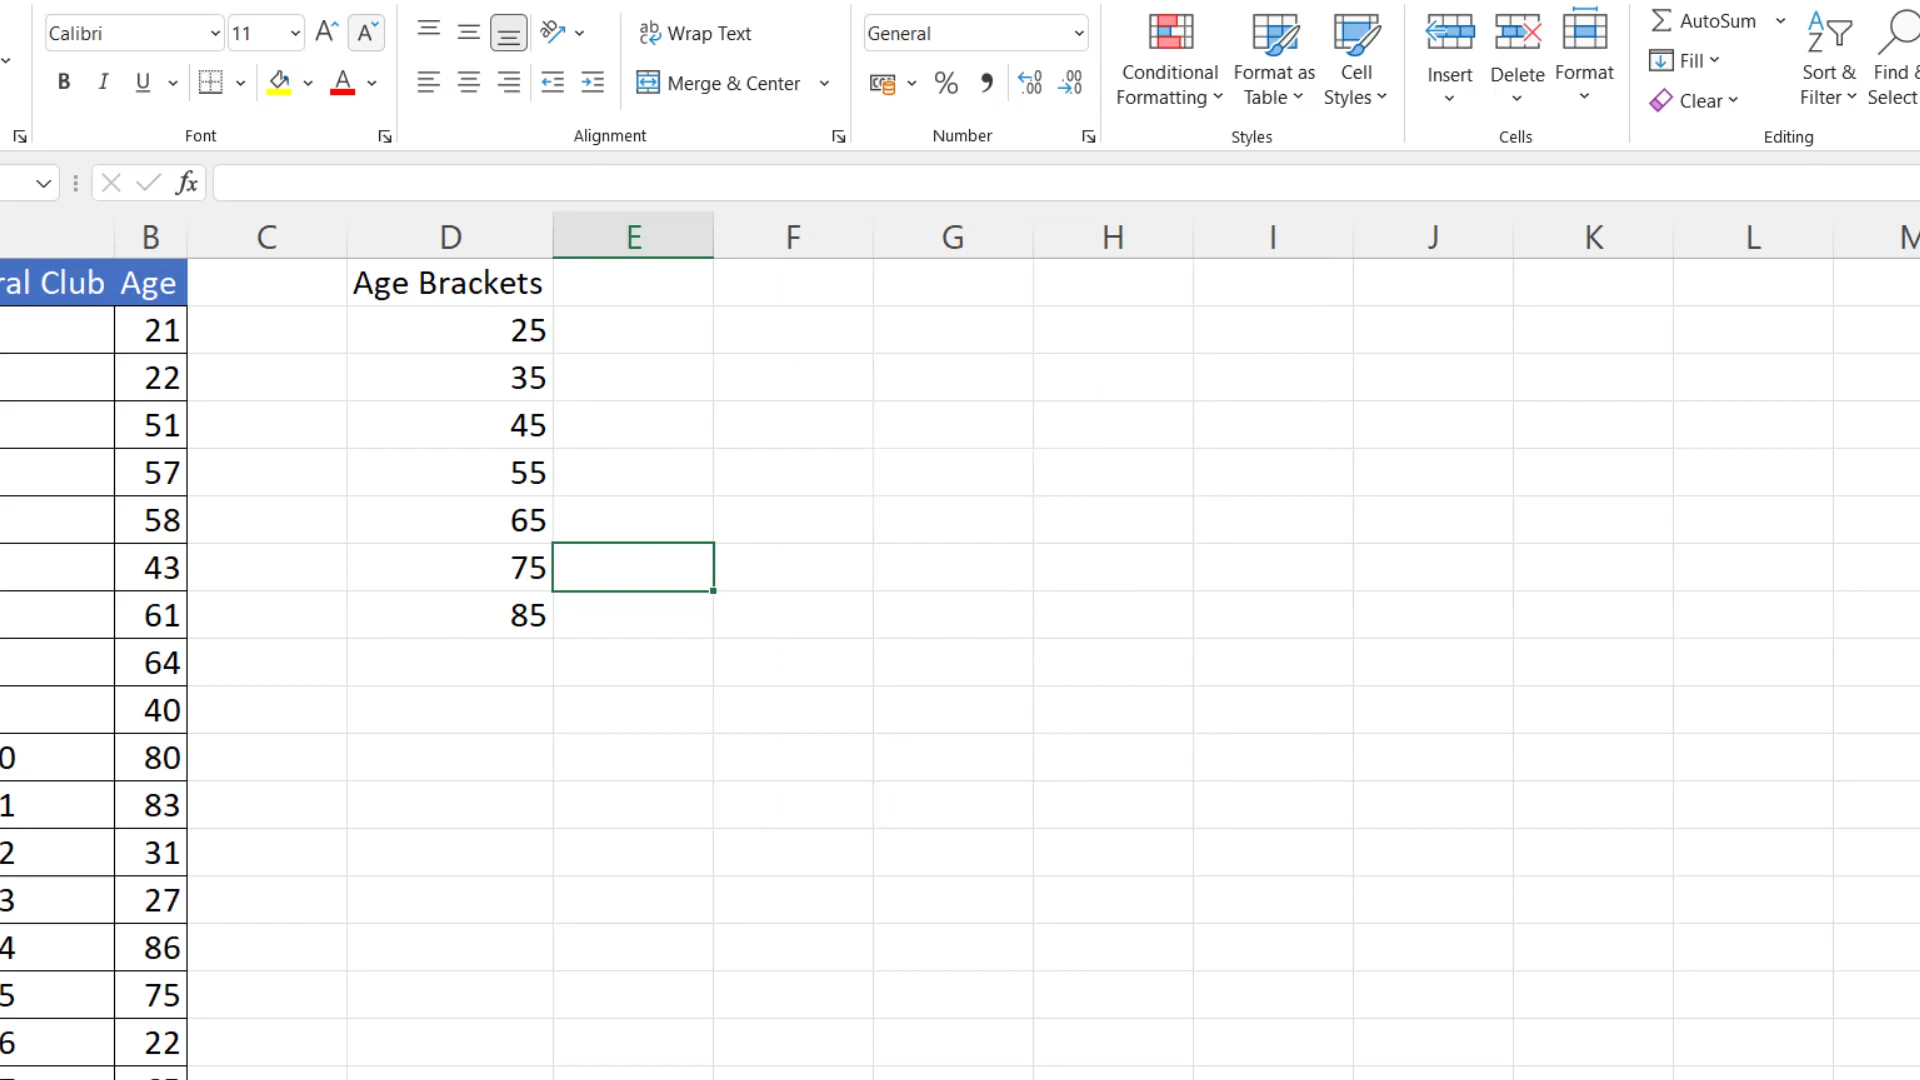 Calibri 11 Wrap Text General Conditional Formatting Format as Table Cell Styles Insert Delete Format AutoSum Fill Clear Sort & Filter Find & Select
B I U Merge & Center % .00
Font Alignment Number Styles Cells Editing
fx
B C D E F G H I J K L M
ral Club Age Age Brackets
21 25
22 35
51 45
57 55
58 65
43 75
61 85
64
40
0 80
1 83
2 31
3 27
4 86
5 75
6 22